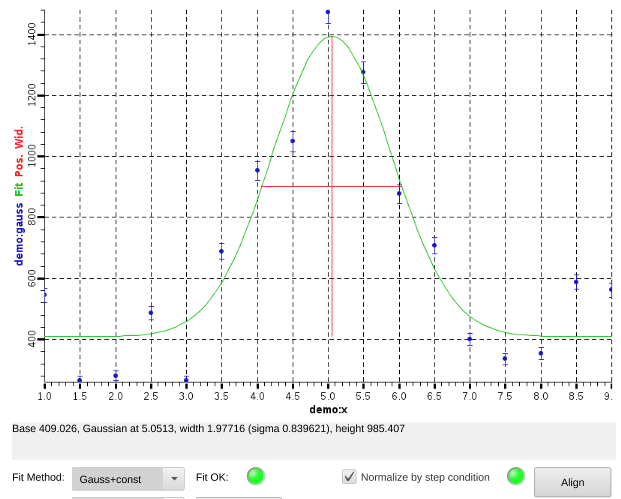 1400
1200
1000
800
600
400
demo:gauss Fit Pos. Wid.
1.0 1.5 2.0 2.5 3.0 3.5 4.0 4.5 5.0 5.5 6.0 6.5 7.0 7.5 8.0 8.5 9.
demo:x
Base 409.026, Gaussian at 5.0513, width 1.97716 (sigma 0.839621), height 985.407
Fit Method: Gauss+const Fit OK: Normalize by step condition Align